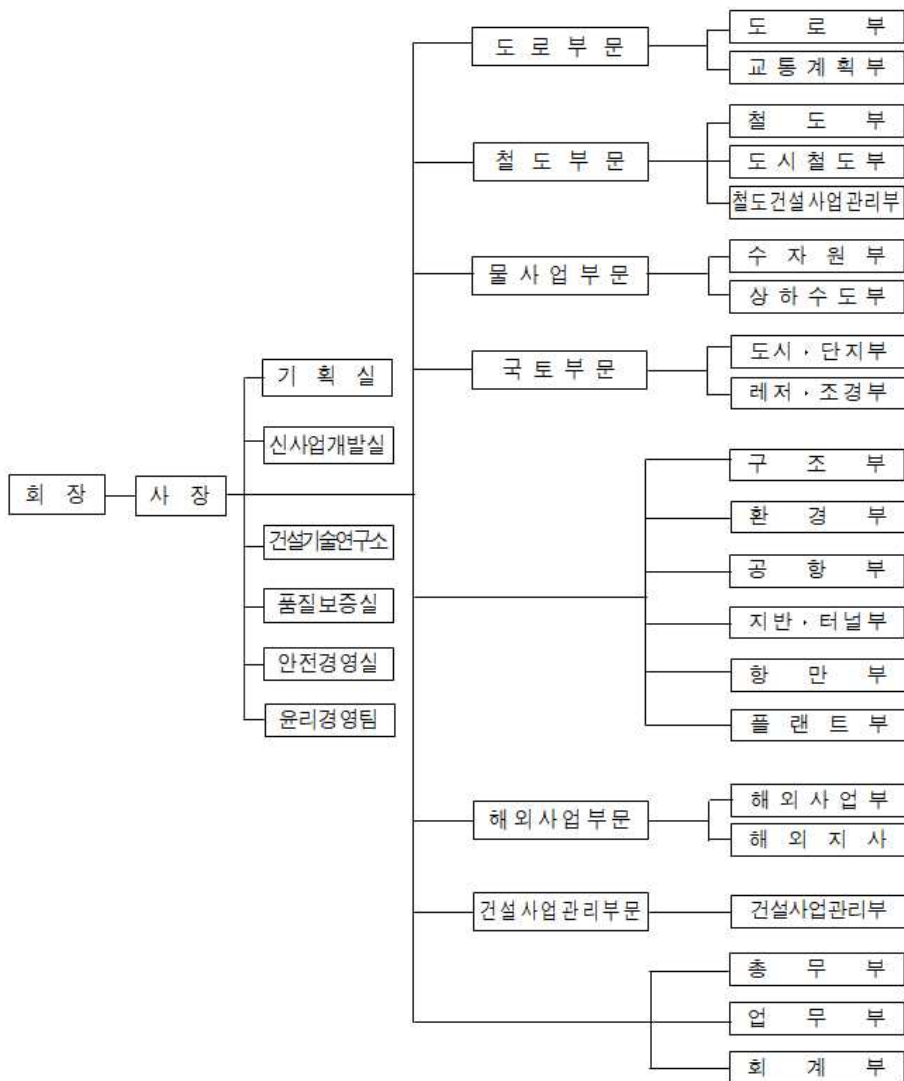 회장
사장
기획실
신사업개발실
건설기술연구소
품질보증실
안전경영실
윤리경영팀
도로부문
도로부
교통계획부
철도부문
철도부
도시철도부
철도건설사업관리부
물사업부문
수자원부
상하수도부
국토부문
도시·단지부
레저·조경부
구조부
환경부
공항부
지반·터널부
항만부
플랜트부
해외사업부문
해외사업부
해외지사
건설사업관리부문
건설사업관리부
총무부
업무부
회계부